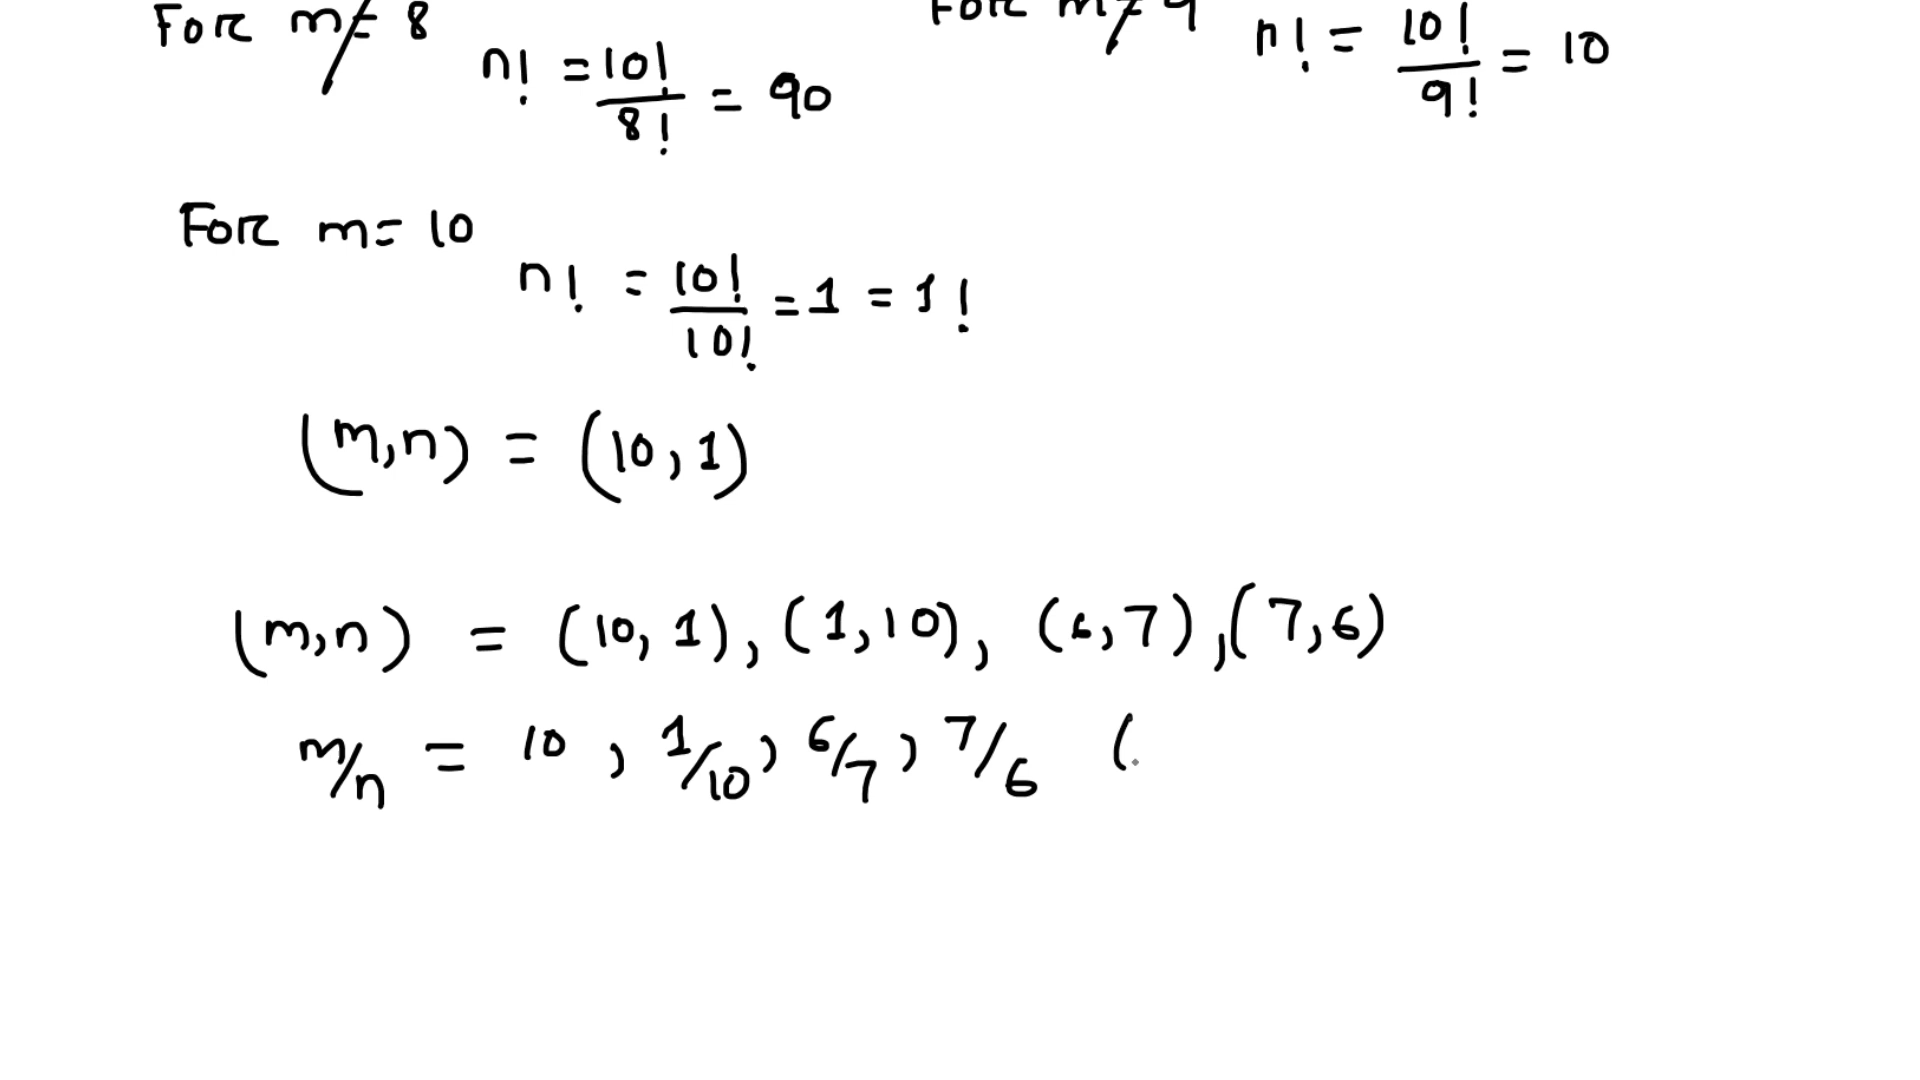 For m≠8 n! = 10!/8! = 90
For m≠9 n! = 10!/9! = 10
For m=10
n! = 10!/10! = 1 = 1!
(m,n) = (10,1)
(m,n) = (10,1), (1,10), (6,7), (7,6)
m/n = 10, 1/10, 6/7, 7/6 (